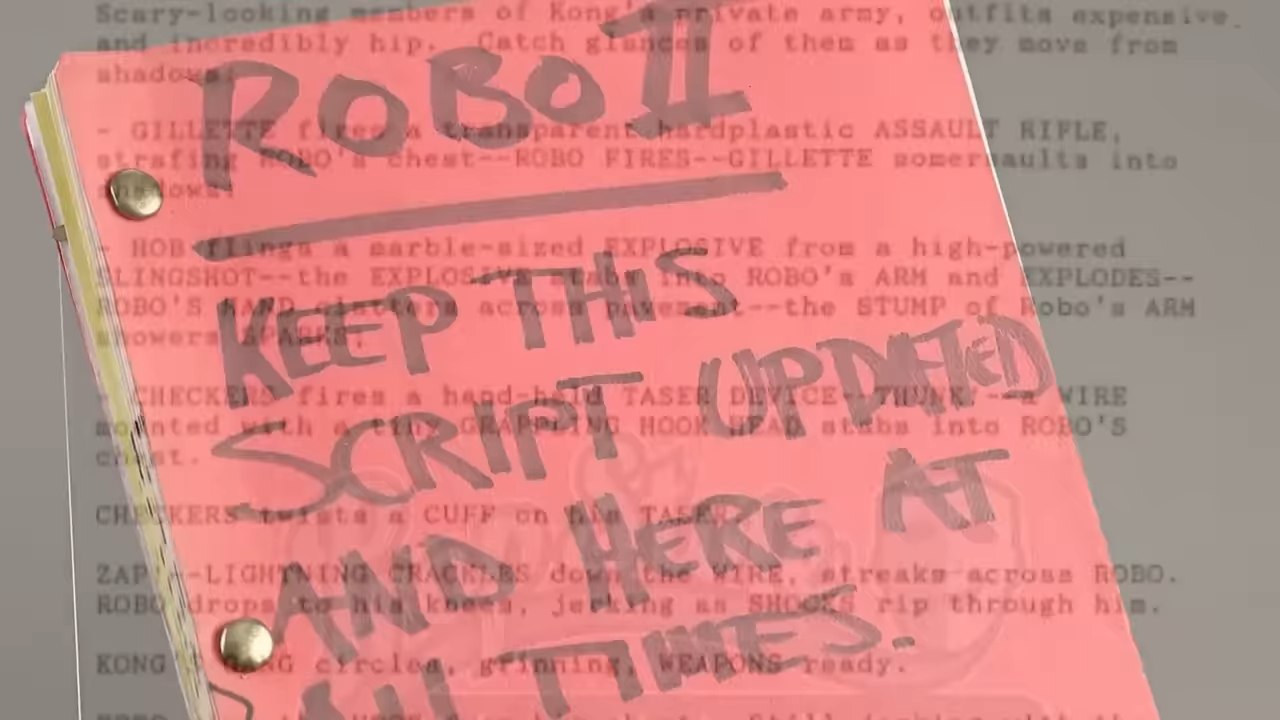 Scary-looking members of Kong's private army, outfits expensive
and incredibly hip. Catch glances of them as they move from
shadows:
ROBO II
- GILLETTE fires a transparent hardplastic ASSAULT RIFLE,
strafing ROBO's chest--ROBO FIRES--GILLETTE somersaults into
shadows.
- HOB flings a marble-sized EXPLOSIVE from a high-powered
SLINGSHOT--the EXPLOSIVE stabs into ROBO's ARM and EXPLODES--
ROBO'S HAND clatters across pavement--the STUMP of Robo's ARM
showers SPARKS.
KEEP THIS
SCRIPT UPDATED
AND HERE AT
All TIMES.
- CHECKERS fires a hand-held TASER DEVICE--THUNK!--a WIRE
mounted with a tiny GRAPPLING HOOK HEAD stabs into ROBO'S
chest.
CHECKERS twists a CUFF on his TASER
ZAP!--LIGHTNING CRACKLES down the WIRE, streaks across ROBO.
ROBO drops to his knees, jerking as SHOCKS rip through him.
KONG'S GANG circles, grinning, WEAPONS ready.